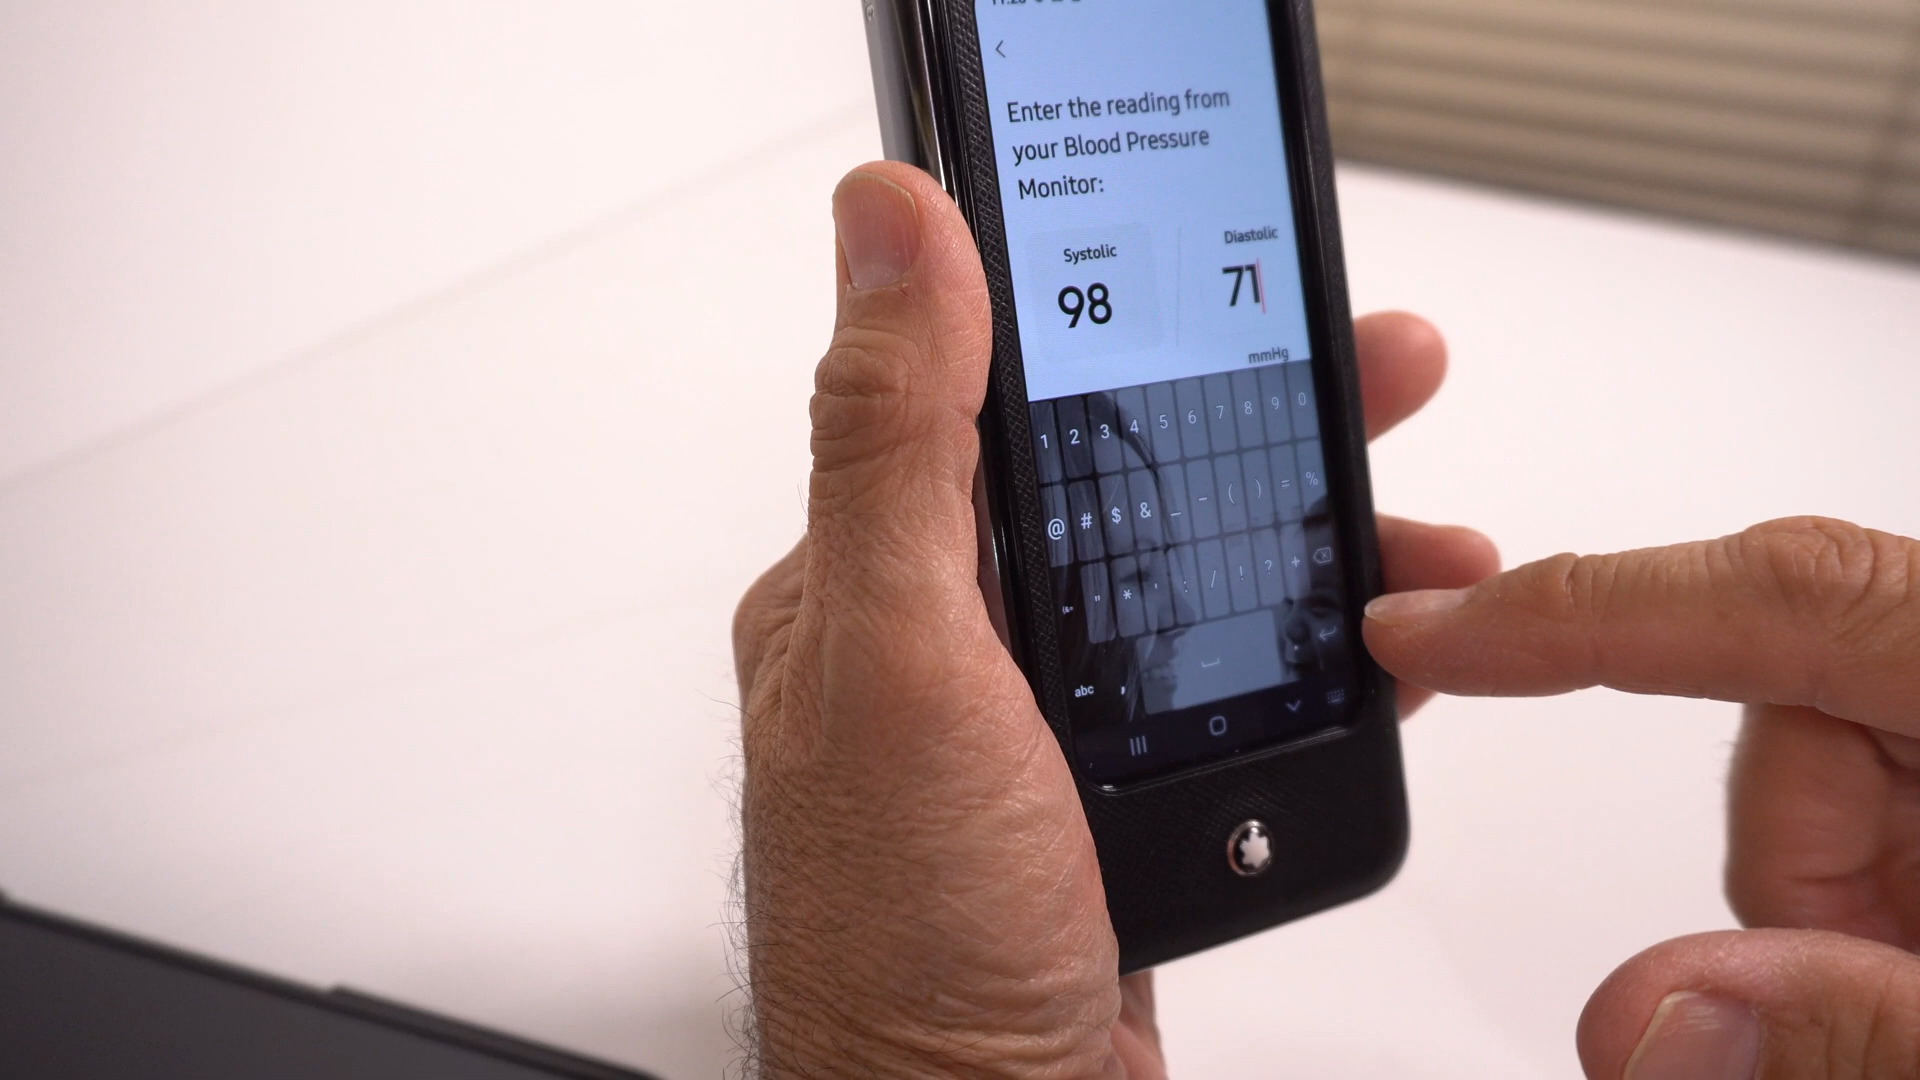 Enter the reading from
your Blood Pressure
Monitor:
Systolic
Diastolic
98
71
mmHg
1 2 3 4 5 6 7 8 9 0
@ # $ & _ - ( ) = %
" * ' : / ! ? +
abc , .